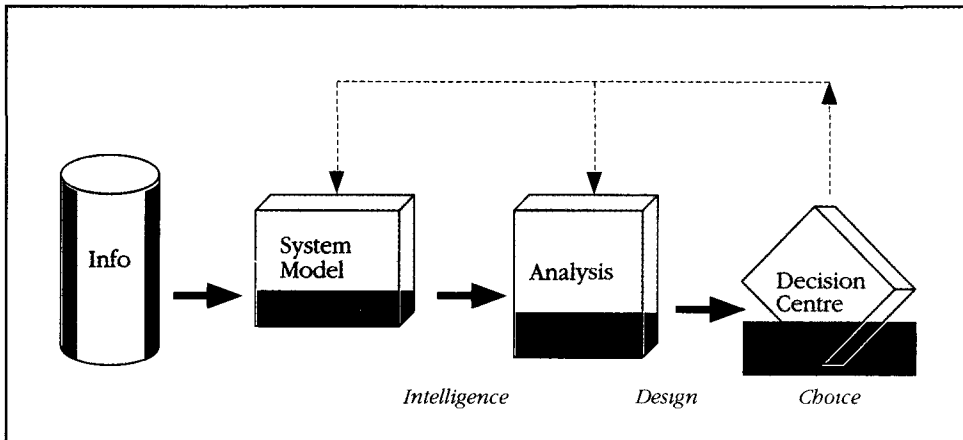 Info
System
Model
Analysis
Decision
Centre
Intelligence
Design
Choice